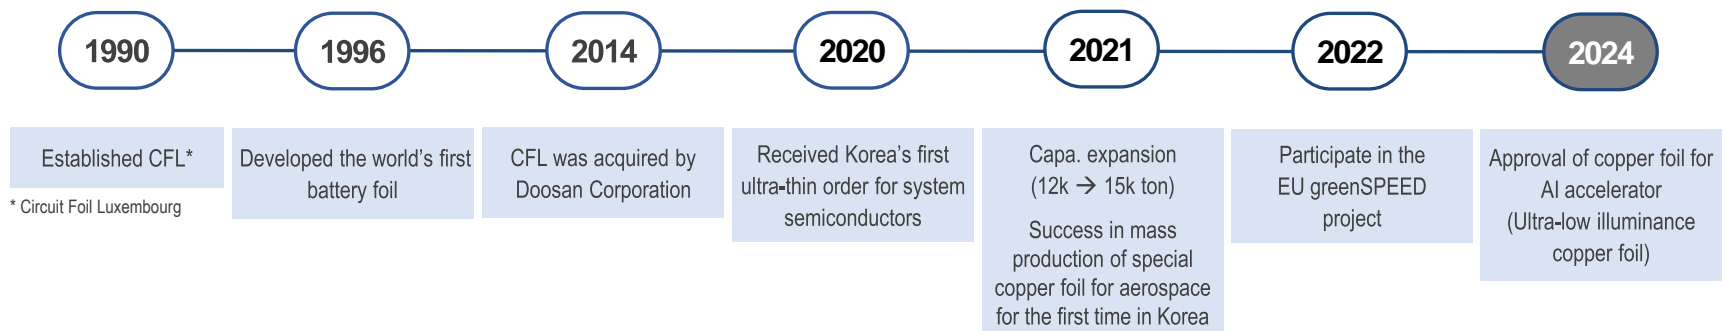 1990
1996
2014
2020
2021
2022
2024
Established CFL*
* Circuit Foil Luxembourg
Developed the world's first
battery foil
CFL was acquired by
Doosan Corporation
Received Korea's first
ultra-thin order for system
semiconductors
Capa. expansion
(12k → 15k ton)
Success in mass
production of special
copper foil for aerospace
for the first time in Korea
Participate in the
EU greenSPEED
project
Approval of copper foil for
AI accelerator
(Ultra-low illuminance
copper foil)